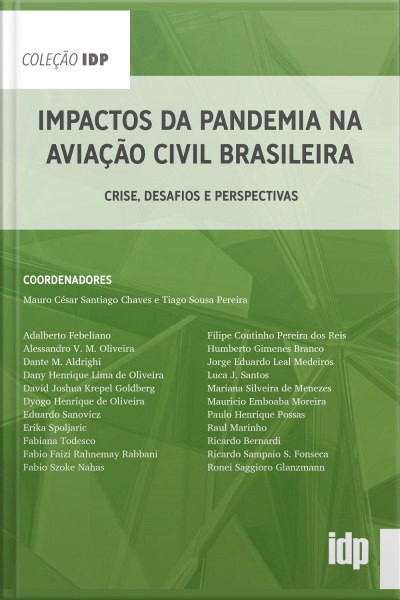 COLEÇÃO IDP
IMPACTOS DA PANDEMIA NA
AVIAÇÃO CIVIL BRASILEIRA
CRISE, DESAFIOS E PERSPECTIVAS
COORDENADORES
Mauro César Santiago Chaves e Tiago Sousa Pereira
Adalberto Febeliano
Alessandro V. M. Oliveira
Dante M. Aldrighi
Dany Henrique Lima de Oliveira
David Joshua Krepel Goldberg
Dyogo Henrique de Oliveira
Eduardo Sanovicz
Erika Spoljaric
Fabiana Todesco
Fabio Faizi Rahnemay Rabbani
Fabio Szoke Nahas
Filipe Coutinho Pereira dos Reis
Humberto Gimenes Branco
Jorge Eduardo Leal Medeiros
Luca J. Santos
Mariana Silveira de Menezes
Mauricio Emboaba Moreira
Paulo Henrique Possas
Raul Marinho
Ricardo Bernardi
Ricardo Sampaio S. Fonseca
Ronei Saggioro Glanzmann
idp